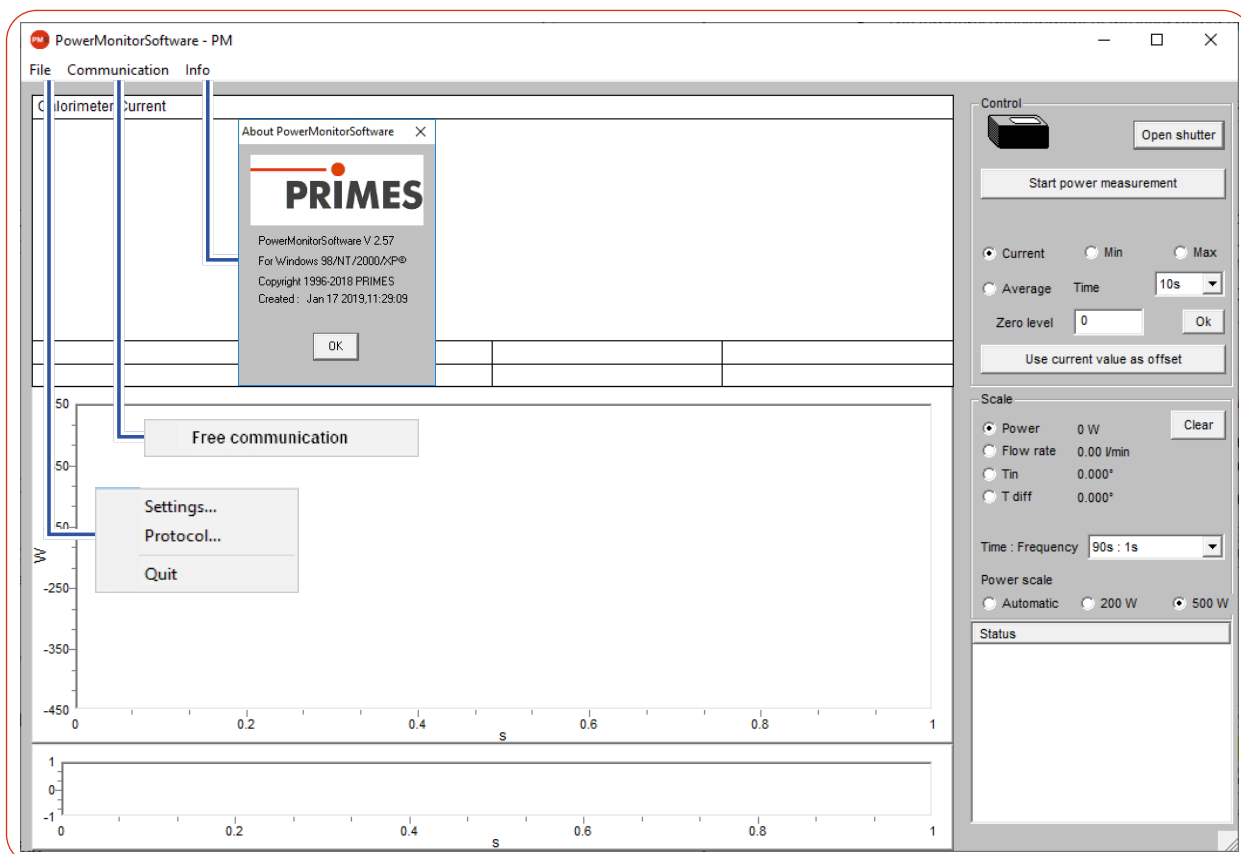 PM PowerMonitorSoftware - PM
File Communication Info
Calorimeter Current
About PowerMonitorSoftware
PRIMES
PowerMonitorSoftware V 2.57
For Windows 98/NT/2000/XP©
Copyright 1996-2018 PRIMES
Created : Jan 17 2019,11:29:09
OK
Control
Open shutter
Start power measurement
Current Min Max
Average Time 10s
Zero level 0 Ok
Use current value as offset
Scale
Power 0 W Clear
Flow rate 0.00 l/min
Tin 0.000°
T diff 0.000°
Time : Frequency 90s : 1s
Power scale
Automatic 200 W 500 W
Status
Free communication
Settings...
Protocol...
Quit
W
-250
-350
-450
0 0.2 0.4 0.6 0.8 1
s
1
0
-1
0 0.2 0.4 0.6 0.8 1
s